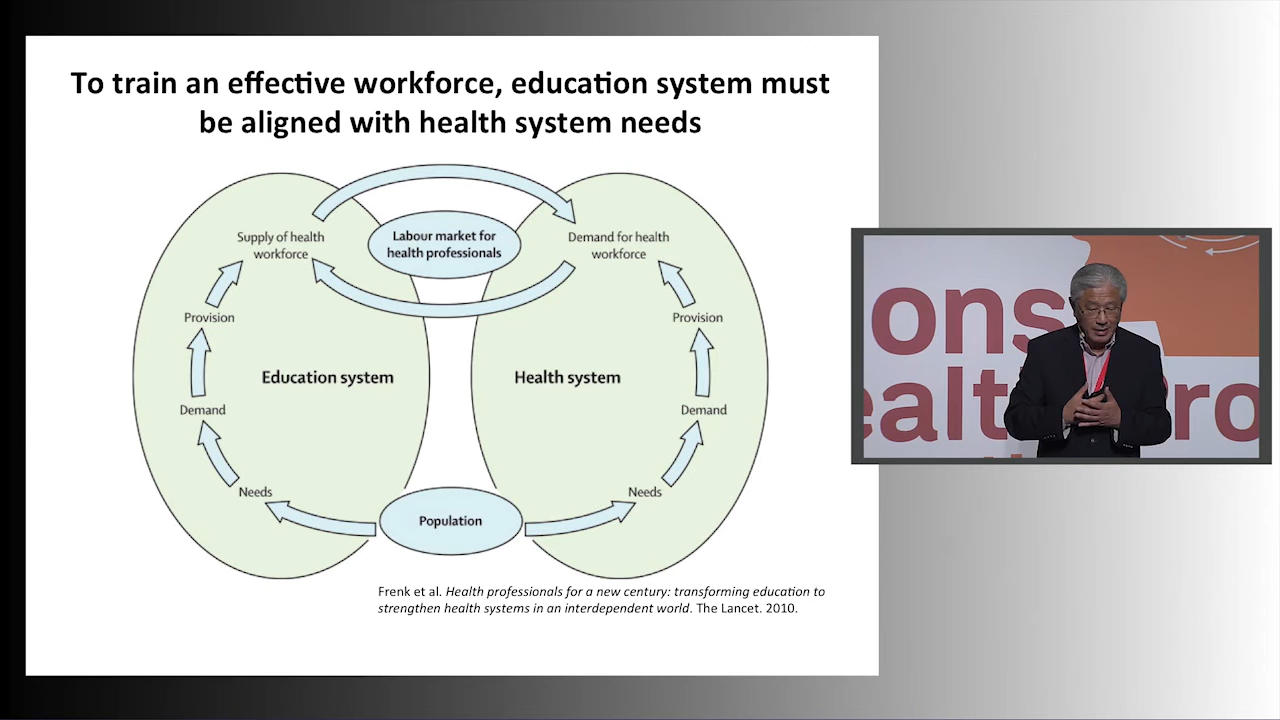 To train an effective workforce, education system must
be aligned with health system needs
Supply of health
workforce
Labour market for
health professionals
Demand for health
workforce
Provision
Provision
Education system
Health system
Demand
Demand
Needs
Needs
Population
Frenk et al. Health professionals for a new century: transforming education to
strengthen health systems in an interdependent world. The Lancet. 2010.
ons
ealth Pro